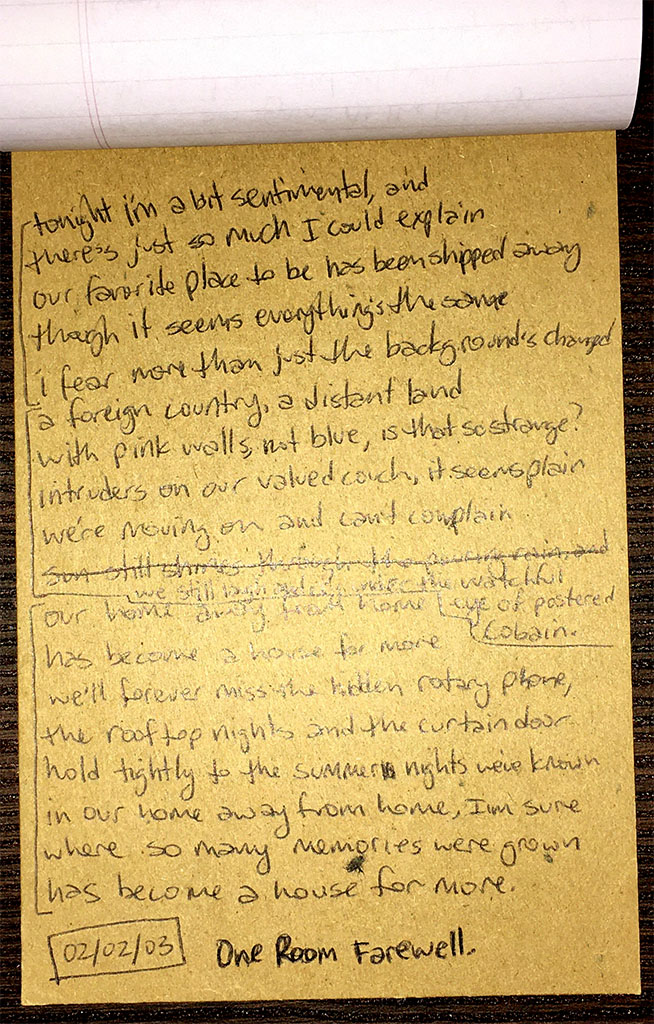 tonight i'm a bit sentimental, and
there's just so much I could explain
our favorite place to be has been shipped away
though it seems everything's the same
i fear more than just the background's changed
a foreign country, a distant land
with pink walls, not blue, is that so strange?
intruders on our valued couch, it seems plain
we're moving on and can't complain
sun still shines through the pouring rain, and
we still laugh under the watchful
eye of postered
Cobain.
our home away from home
has become a house for more
we'll forever miss the hidden rotary phone,
the rooftop nights and the curtain door
hold tightly to the summer nights we've known
in our home away from home, I'm sure
where so many memories were grown
has become a house for more.
02/02/03
One Room Farewell.